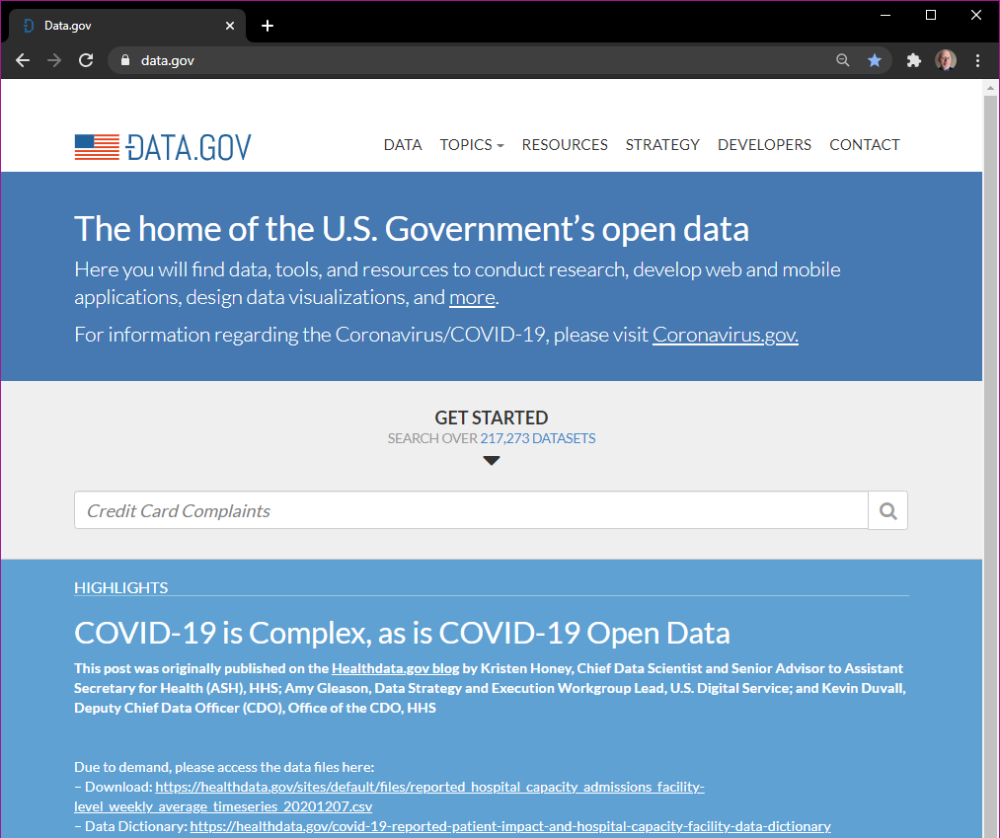 Data.gov
data.gov
DATA.GOV
DATA TOPICS RESOURCES STRATEGY DEVELOPERS CONTACT
The home of the U.S. Government’s open data
Here you will find data, tools, and resources to conduct research, develop web and mobile
applications, design data visualizations, and more.
For information regarding the Coronavirus/COVID-19, please visit Coronavirus.gov.
GET STARTED
SEARCH OVER 217,273 DATASETS
Credit Card Complaints
HIGHLIGHTS
COVID-19 is Complex, as is COVID-19 Open Data
This post was originally published on the Healthdata.gov blog by Kristen Honey, Chief Data Scientist and Senior Advisor to Assistant
Secretary for Health (ASH), HHS; Amy Gleason, Data Strategy and Execution Workgroup Lead, U.S. Digital Service; and Kevin Duvall,
Deputy Chief Data Officer (CDO), Office of the CDO, HHS
Due to demand, please access the data files here:
– Download: https://healthdata.gov/sites/default/files/reported_hospital_capacity_admissions_facility-
level_weekly_average_timeseries_20201207.csv
– Data Dictionary: https://healthdata.gov/covid-19-reported-patient-impact-and-hospital-capacity-facility-data-dictionary